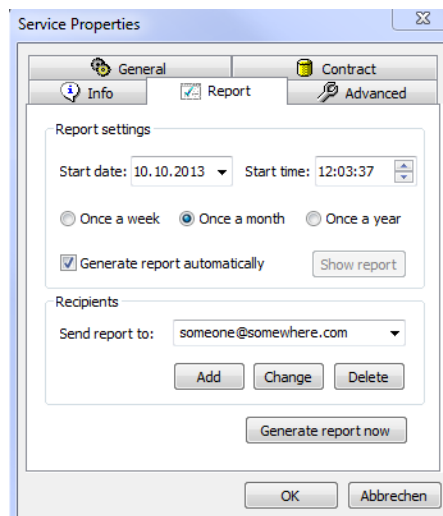 Service Properties
General Contract
Info Report Advanced
Report settings
Start date: 10.10.2013 Start time: 12:03:37
Once a week Once a month Once a year
Generate report automatically Show report
Recipients
Send report to: someone@somewhere.com
Add Change Delete
Generate report now
OK Abbrechen